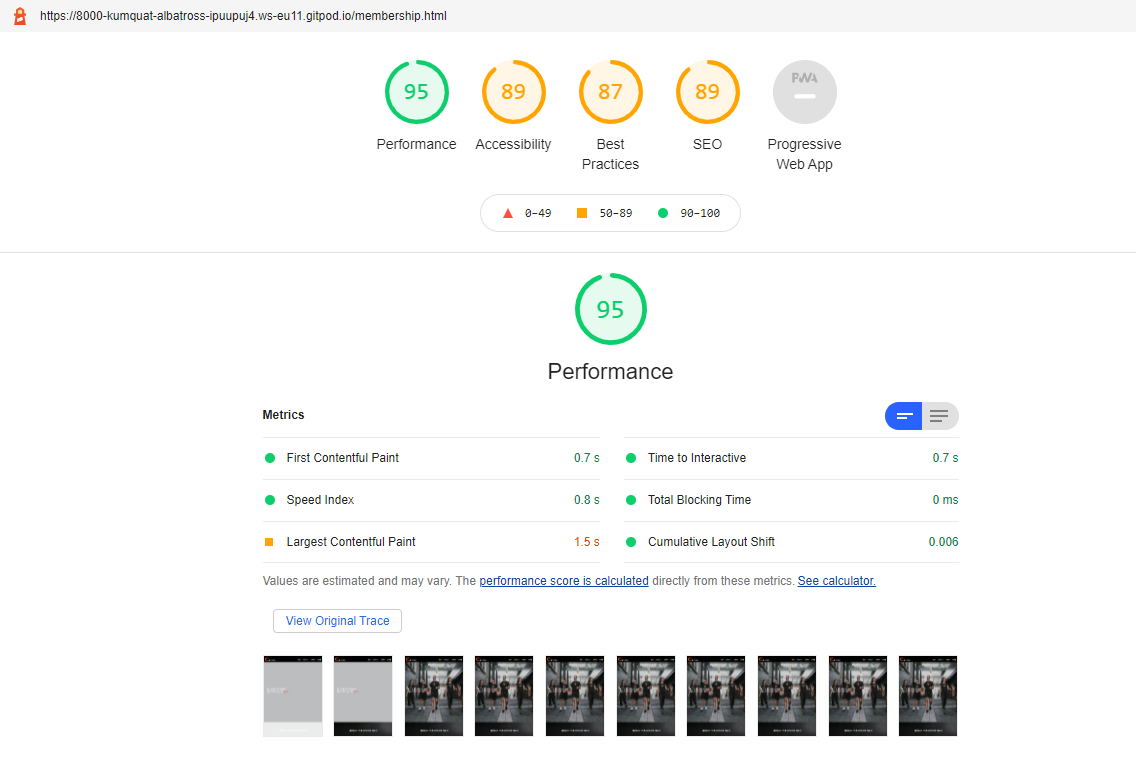 https://8000-kumquat-albatross-ipuupuj4.ws-eu11.gitpod.io/membership.html
95 89 87 89 PWA
Performance Accessibility Best Practices SEO Progressive Web App
0–49 50–89 90–100
95
Performance
Metrics
First Contentful Paint 0.7 s Time to Interactive 0.7 s
Speed Index 0.8 s Total Blocking Time 0 ms
Largest Contentful Paint 1.5 s Cumulative Layout Shift 0.006
Values are estimated and may vary. The performance score is calculated directly from these metrics. See calculator.
View Original Trace